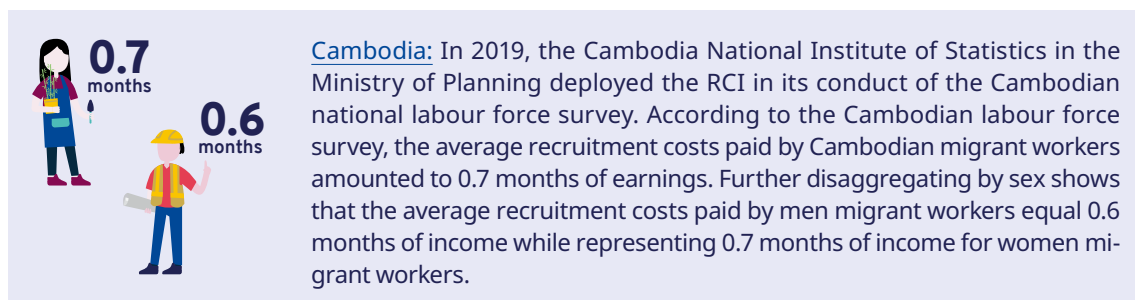 0.7
months
0.6
months
Cambodia: In 2019, the Cambodia National Institute of Statistics in the
Ministry of Planning deployed the RCI in its conduct of the Cambodian
national labour force survey. According to the Cambodian labour force
survey, the average recruitment costs paid by Cambodian migrant workers
amounted to 0.7 months of earnings. Further disaggregating by sex shows
that the average recruitment costs paid by men migrant workers equal 0.6
months of income while representing 0.7 months of income for women mi-
grant workers.